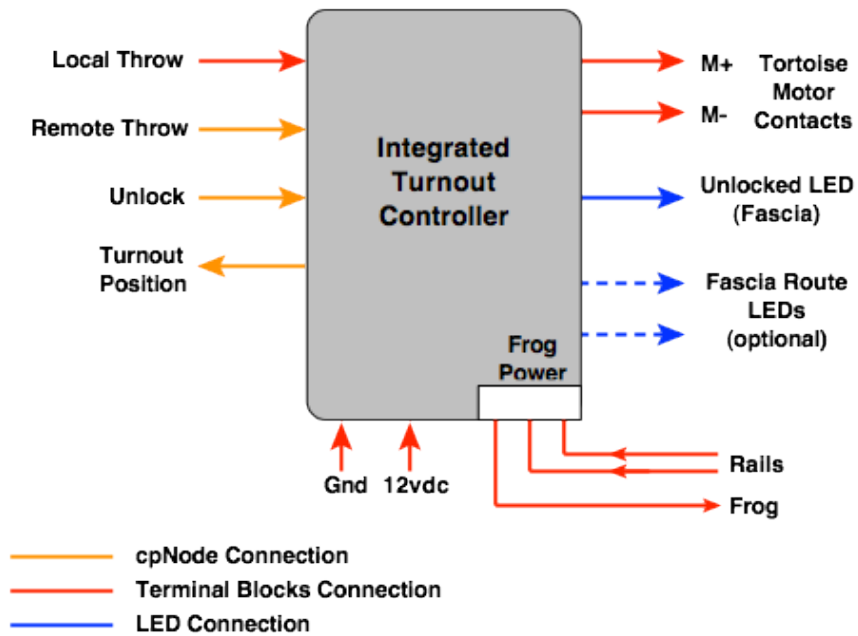 Local Throw
Remote Throw
Unlock
Turnout
Position
Integrated
Turnout
Controller
M+
M-
Tortoise
Motor
Contacts
Unlocked LED
(Fascia)
Fascia Route
LEDs
(optional)
Frog
Power
Gnd
12vdc
Rails
Frog
cpNode Connection
Terminal Blocks Connection
LED Connection